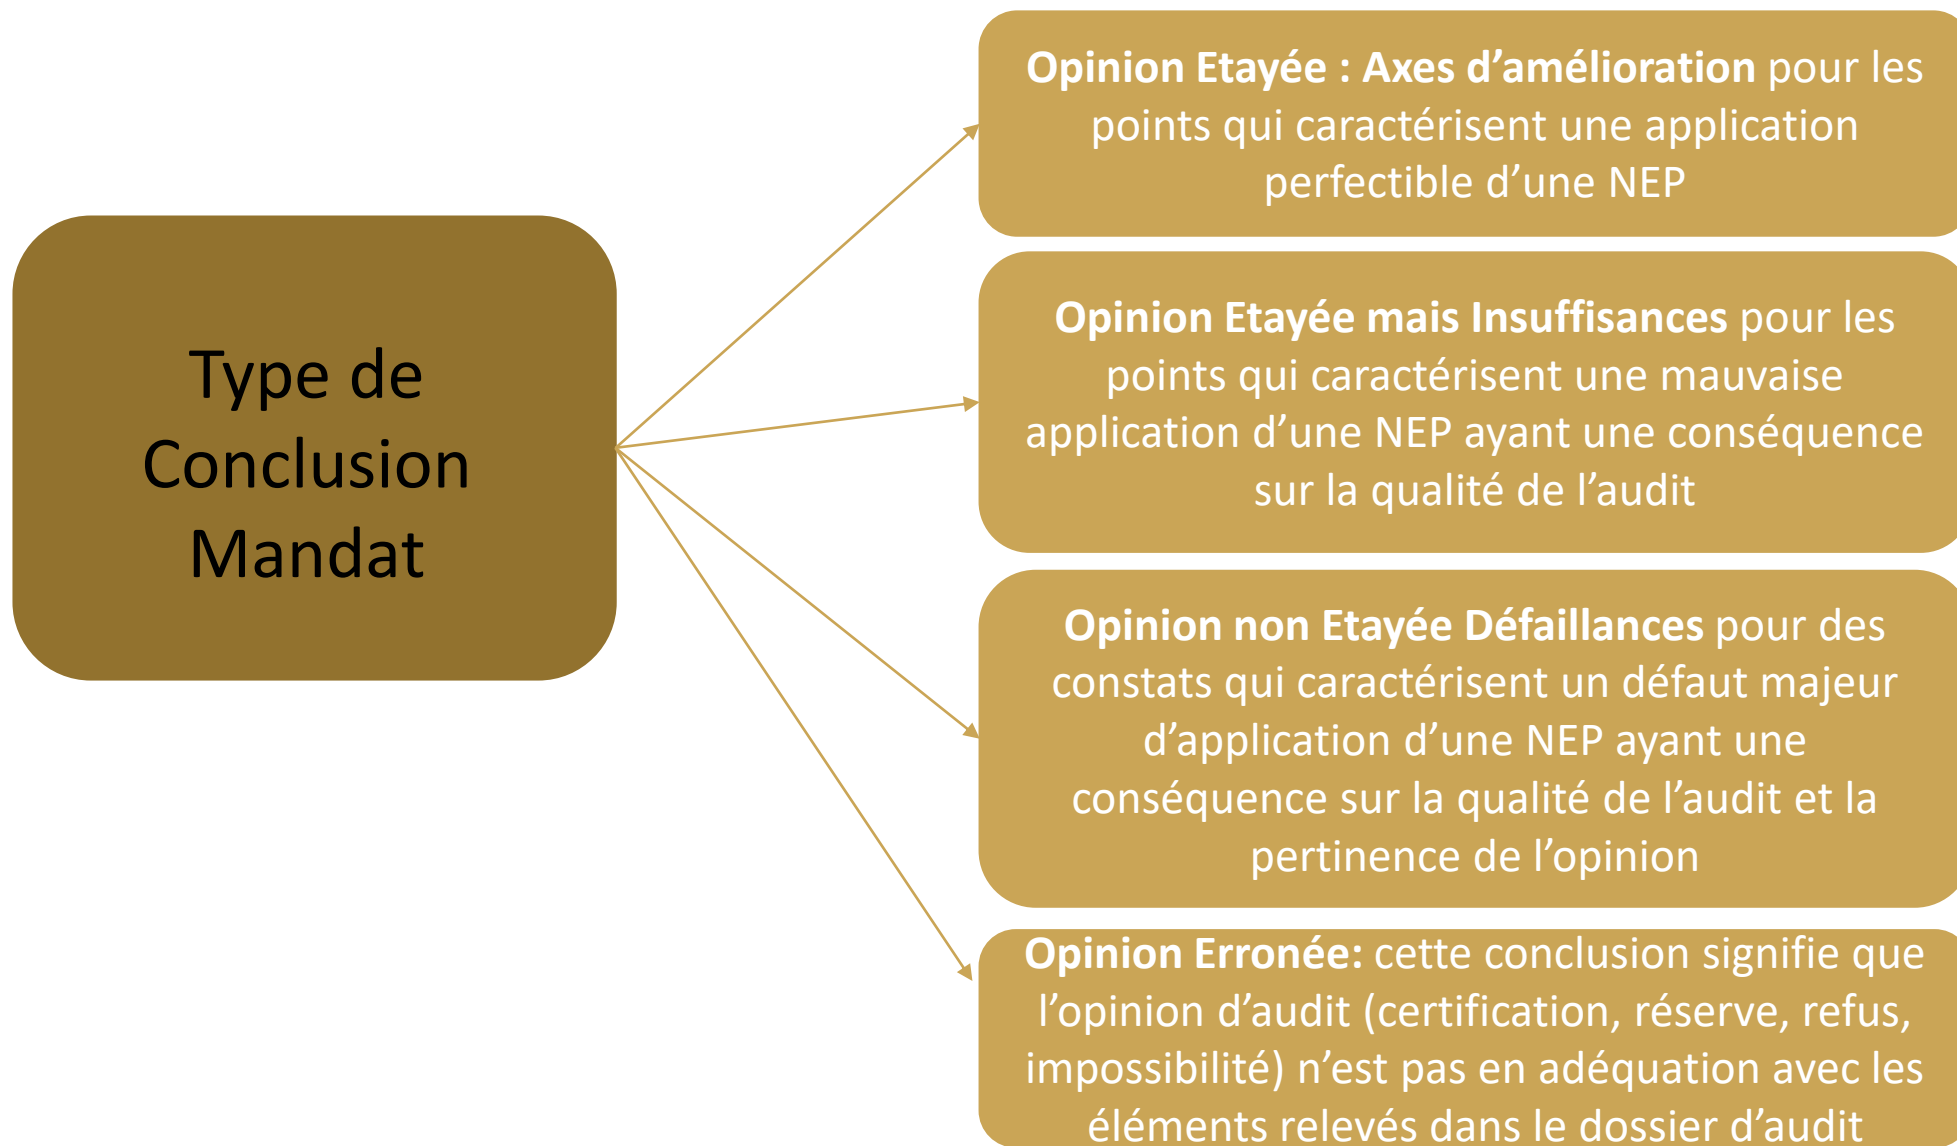 Type de
Conclusion
Mandat
Opinion Etayée : Axes d’amélioration pour les
points qui caractérisent une application
perfectible d’une NEP
Opinion Etayée mais Insuffisances pour les
points qui caractérisent une mauvaise
application d’une NEP ayant une conséquence
sur la qualité de l’audit
Opinion non Etayée Défaillances pour des
constats qui caractérisent un défaut majeur
d’application d’une NEP ayant une
conséquence sur la qualité de l’audit et la
pertinence de l’opinion
Opinion Erronée: cette conclusion signifie que
l’opinion d’audit (certification, réserve, refus,
impossibilité) n’est pas en adéquation avec les
éléments relevés dans le dossier d’audit